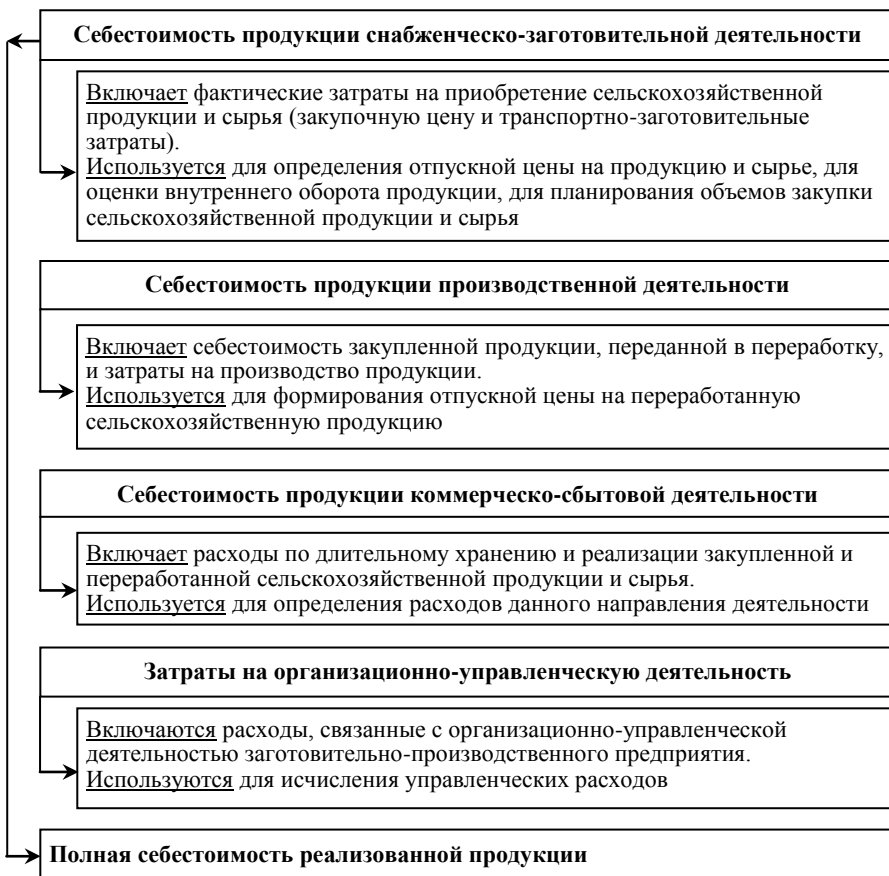 Себестоимость продукции снабженческо-заготовительной деятельности
Включает фактические затраты на приобретение сельскохозяйственной
продукции и сырья (закупочную цену и транспортно-заготовительные
затраты).
Используется для определения отпускной цены на продукцию и сырье, для
оценки внутреннего оборота продукции, для планирования объемов закупки
сельскохозяйственной продукции и сырья
Себестоимость продукции производственной деятельности
Включает себестоимость закупленной продукции, переданной в переработку,
и затраты на производство продукции.
Используется для формирования отпускной цены на переработанную
сельскохозяйственную продукцию
Себестоимость продукции коммерческо-сбытовой деятельности
Включает расходы по длительному хранению и реализации закупленной и
переработанной сельскохозяйственной продукции и сырья.
Используется для определения расходов данного направления деятельности
Затраты на организационно-управленческую деятельность
Включаются расходы, связанные с организационно-управленческой
деятельностью заготовительно-производственного предприятия.
Используются для исчисления управленческих расходов
Полная себестоимость реализованной продукции